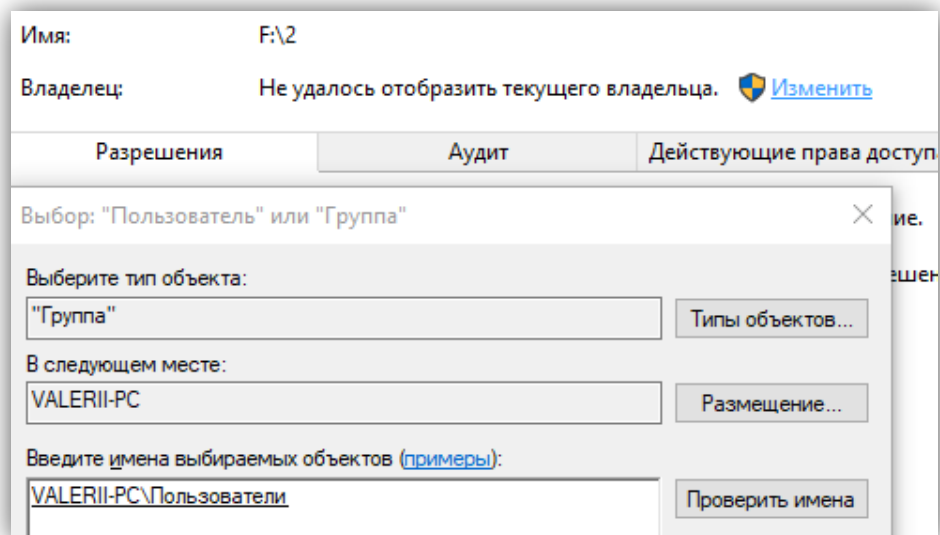 Имя: F:\2
Владелец: Не удалось отобразить текущего владельца. Изменить
Разрешения Аудит Действующие права доступ
Выбор: "Пользователь" или "Группа"
ие.
Выберите тип объекта:
ешен
"Группа" Типы объектов...
В следующем месте:
VALERII-PC Размещение...
Введите имена выбираемых объектов (примеры):
VALERII-PC\Пользователи Проверить имена